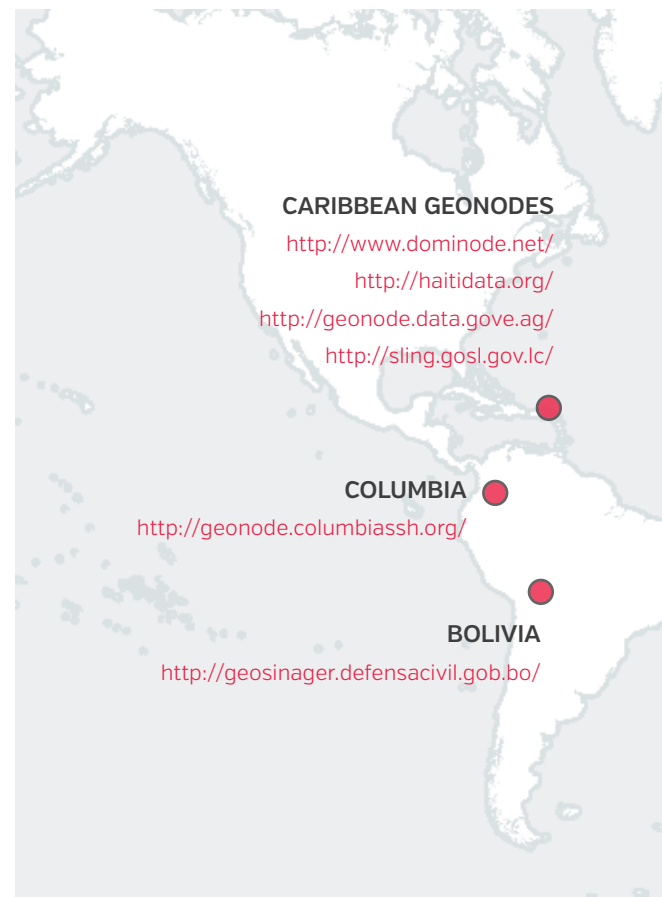 CARIBBEAN GEONODES
http://www.dominode.net/
http://haitidata.org/
http://geonode.data.gove.ag/
http://sling.gosl.gov.lc/
COLUMBIA
http://geonode.columbiassh.org/
BOLIVIA
http://geosinager.defensacivil.gob.bo/